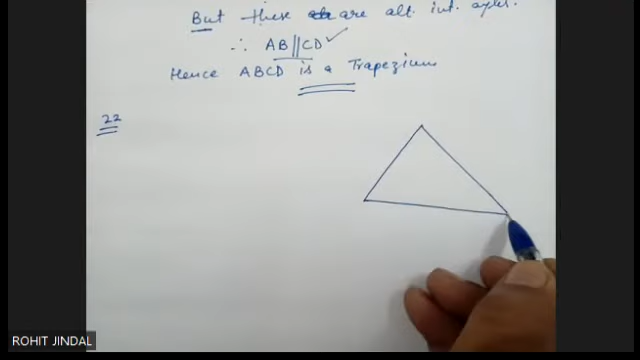 But these are alt. int. angles.
∴ AB||CD ✓
Hence ABCD is a Trapezium
22
ROHIT JINDAL